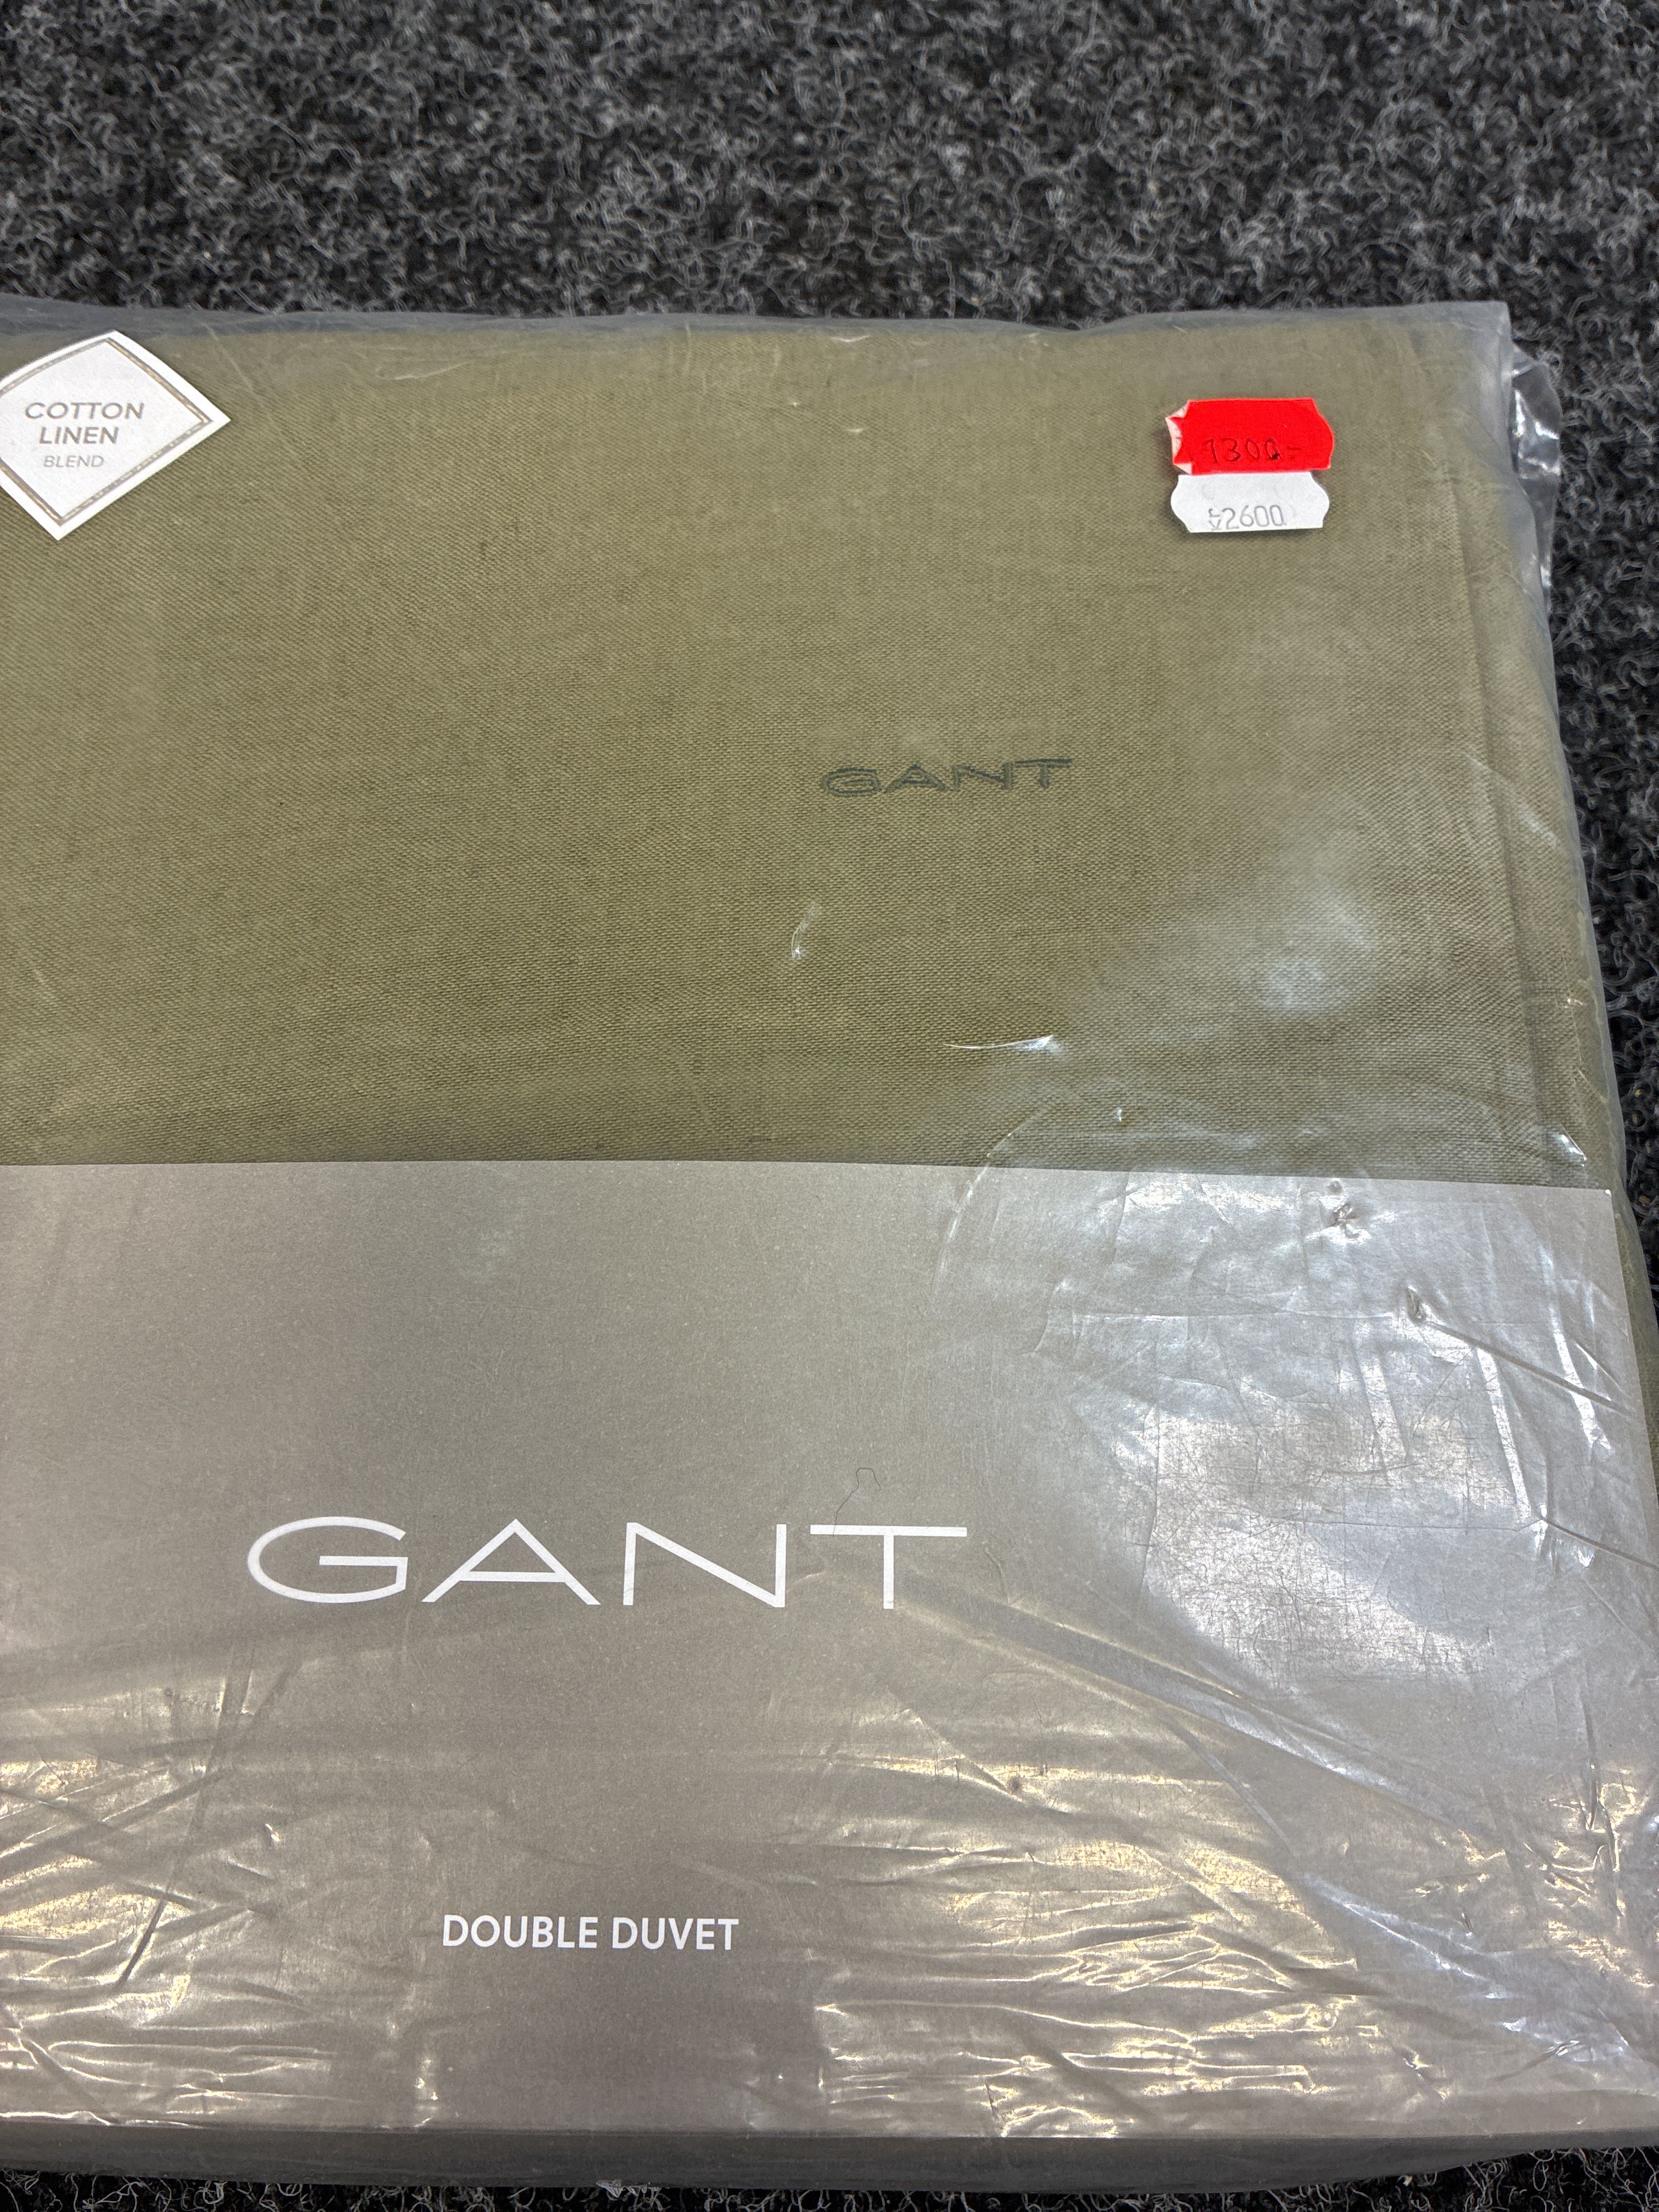 COTTON
LINEN
BLEND
1300-
2600
GANT
GANT
DOUBLE DUVET